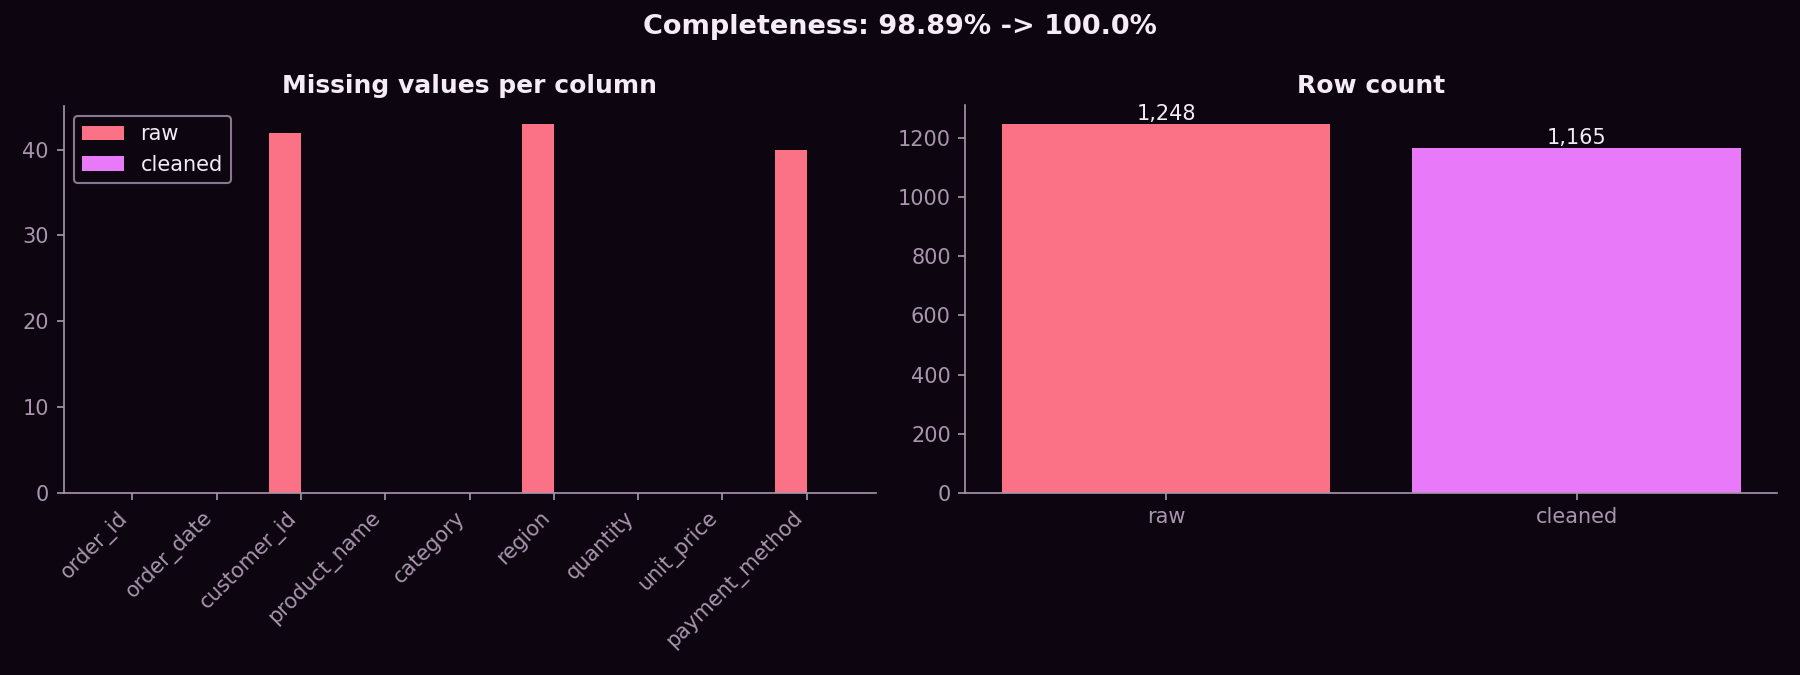 Completeness: 98.89% -> 100.0%
Missing values per column
raw
cleaned
40
30
20
10
0
order_id
order_date
customer_id
product_name
category
region
quantity
unit_price
payment_method
Row count
1,248
1,165
1200
1000
800
600
400
200
0
raw
cleaned